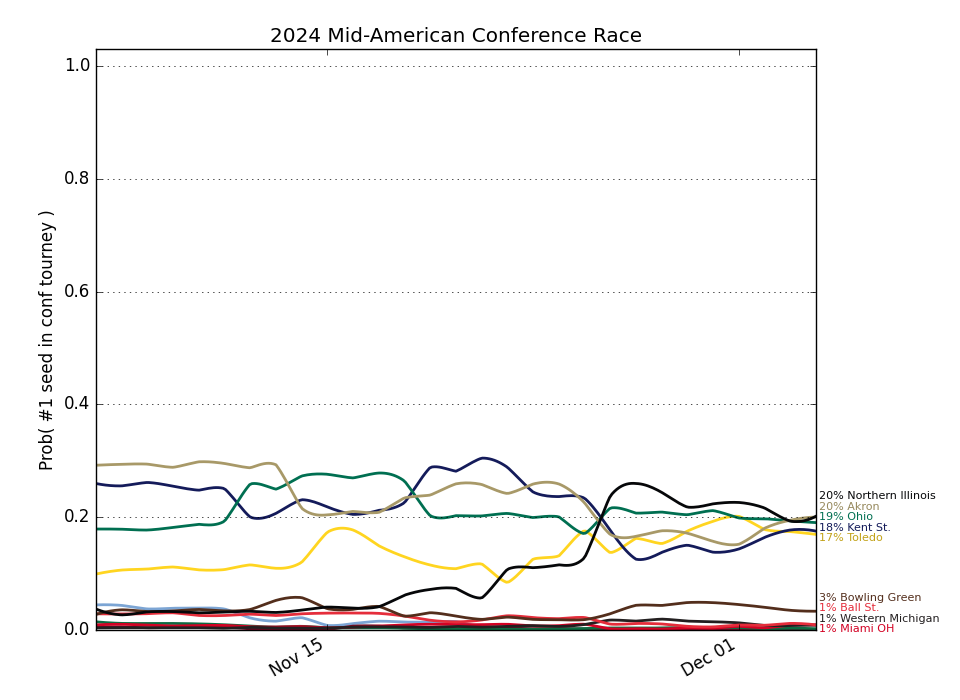 2024 Mid-American Conference Race
Prob( #1 seed in conf tourney )
1.0
0.8
0.6
0.4
0.2
0.0
Nov 15
Dec 01
20% Northern Illinois
20% Akron
19% Ohio
18% Kent St.
17% Toledo
3% Bowling Green
1% Ball St.
1% Western Michigan
1% Miami OH